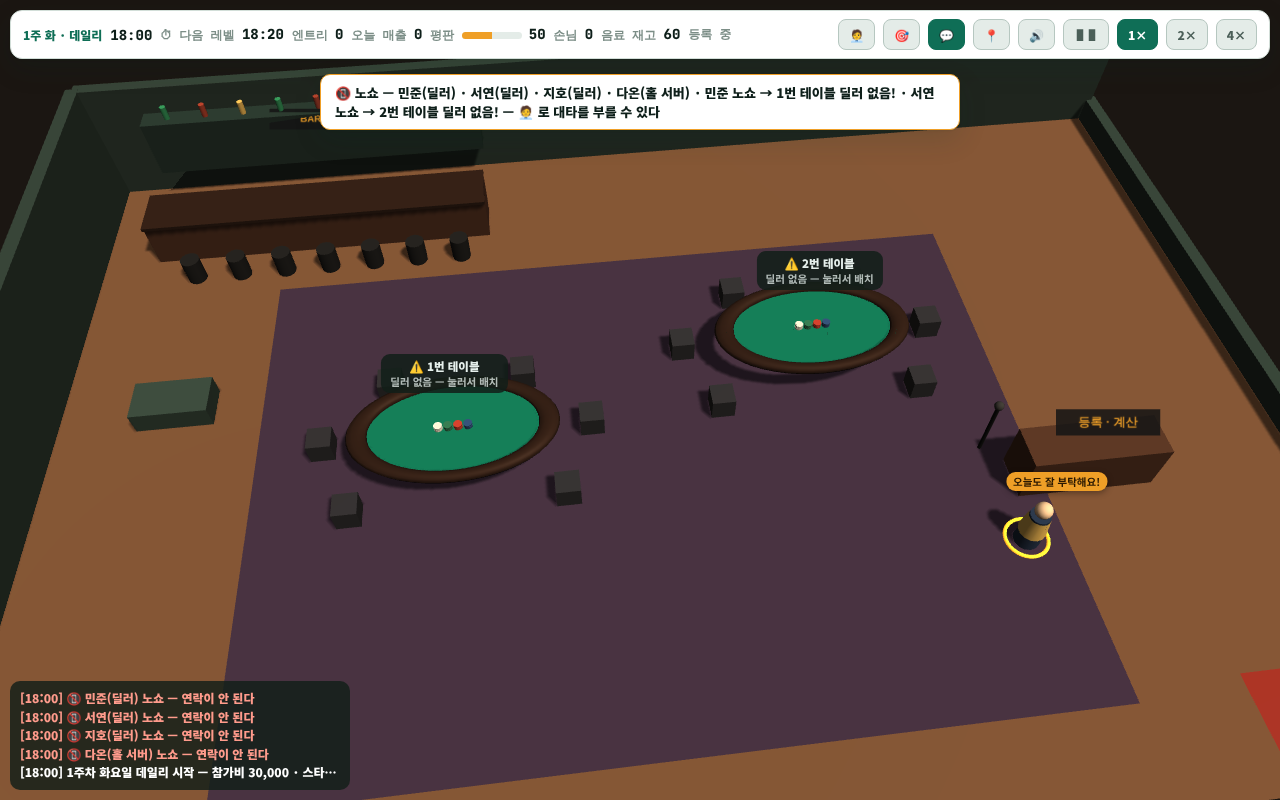 1주 화 · 데일리 18:00 ⏱ 다음 레벨 18:20 엔트리 0 오늘 매출 0 평판 50 손님 0 음료 재고 60 등록 중
1× 2× 4×
📵 노쇼 — 민준(딜러) · 서연(딜러) · 지호(딜러) · 다온(홀 서버) · 민준 노쇼 → 1번 테이블 딜러 없음! · 서연
노쇼 → 2번 테이블 딜러 없음! — 🧑‍💼 로 대타를 부를 수 있다
BAR
⚠️ 2번 테이블
딜러 없음 — 눌러서 배치
⚠️ 1번 테이블
딜러 없음 — 눌러서 배치
등록 · 계산
오늘도 잘 부탁해요!
[18:00] 📵 민준(딜러) 노쇼 — 연락이 안 된다
[18:00] 📵 서연(딜러) 노쇼 — 연락이 안 된다
[18:00] 📵 지호(딜러) 노쇼 — 연락이 안 된다
[18:00] 📵 다온(홀 서버) 노쇼 — 연락이 안 된다
[18:00] 1주차 화요일 데일리 시작 — 참가비 30,000 · 스타…